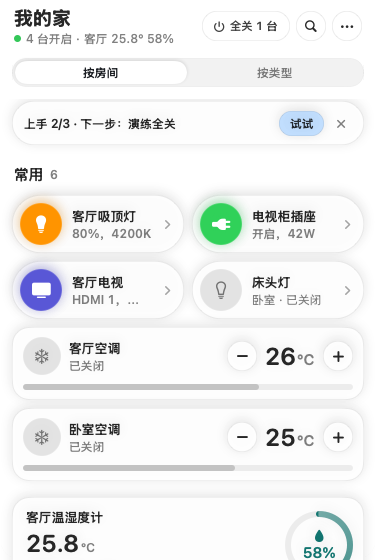 我的家
4 台开启 · 客厅 25.8° 58%
全关 1 台
按房间
按类型
上手 2/3 · 下一步：演练全关
试试
常用 6
客厅吸顶灯
80%，4200K
电视柜插座
开启，42W
客厅电视
HDMI 1，…
床头灯
卧室 · 已关闭
客厅空调
已关闭
26°C
卧室空调
已关闭
25°C
客厅温湿度计
25.8°C
58%